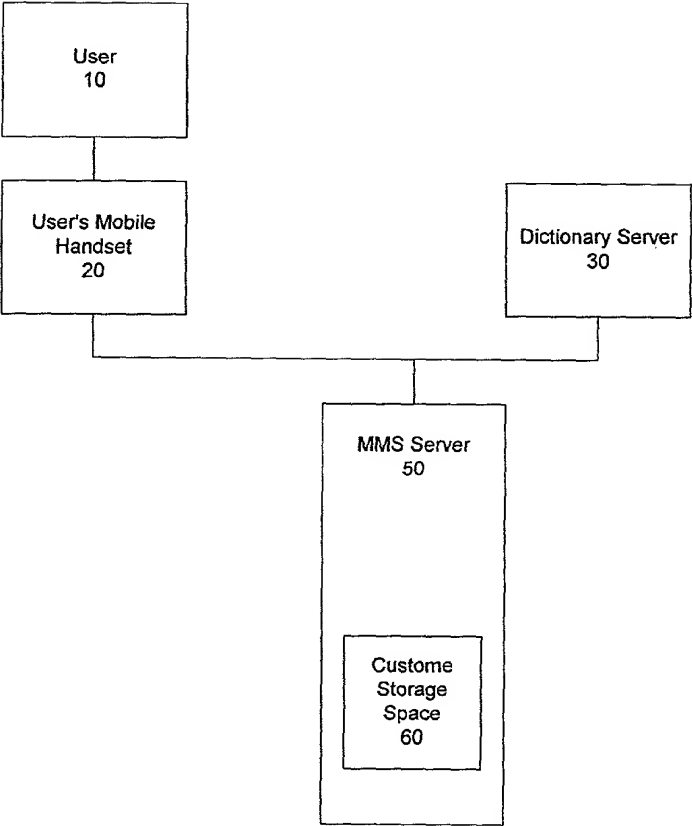 User
10
User's Mobile
Handset
20
Dictionary Server
30
MMS Server
50
Custome
Storage
Space
60